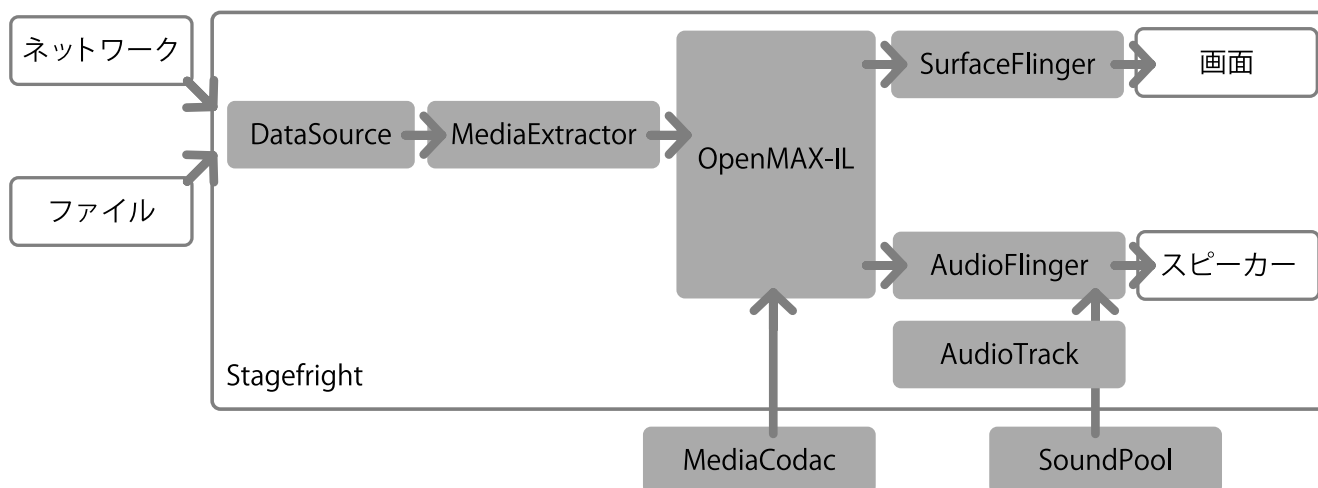 ネットワーク
ファイル
DataSource
MediaExtractor
OpenMAX-IL
SurfaceFlinger
画面
AudioFlinger
スピーカー
AudioTrack
Stagefright
MediaCodac
SoundPool